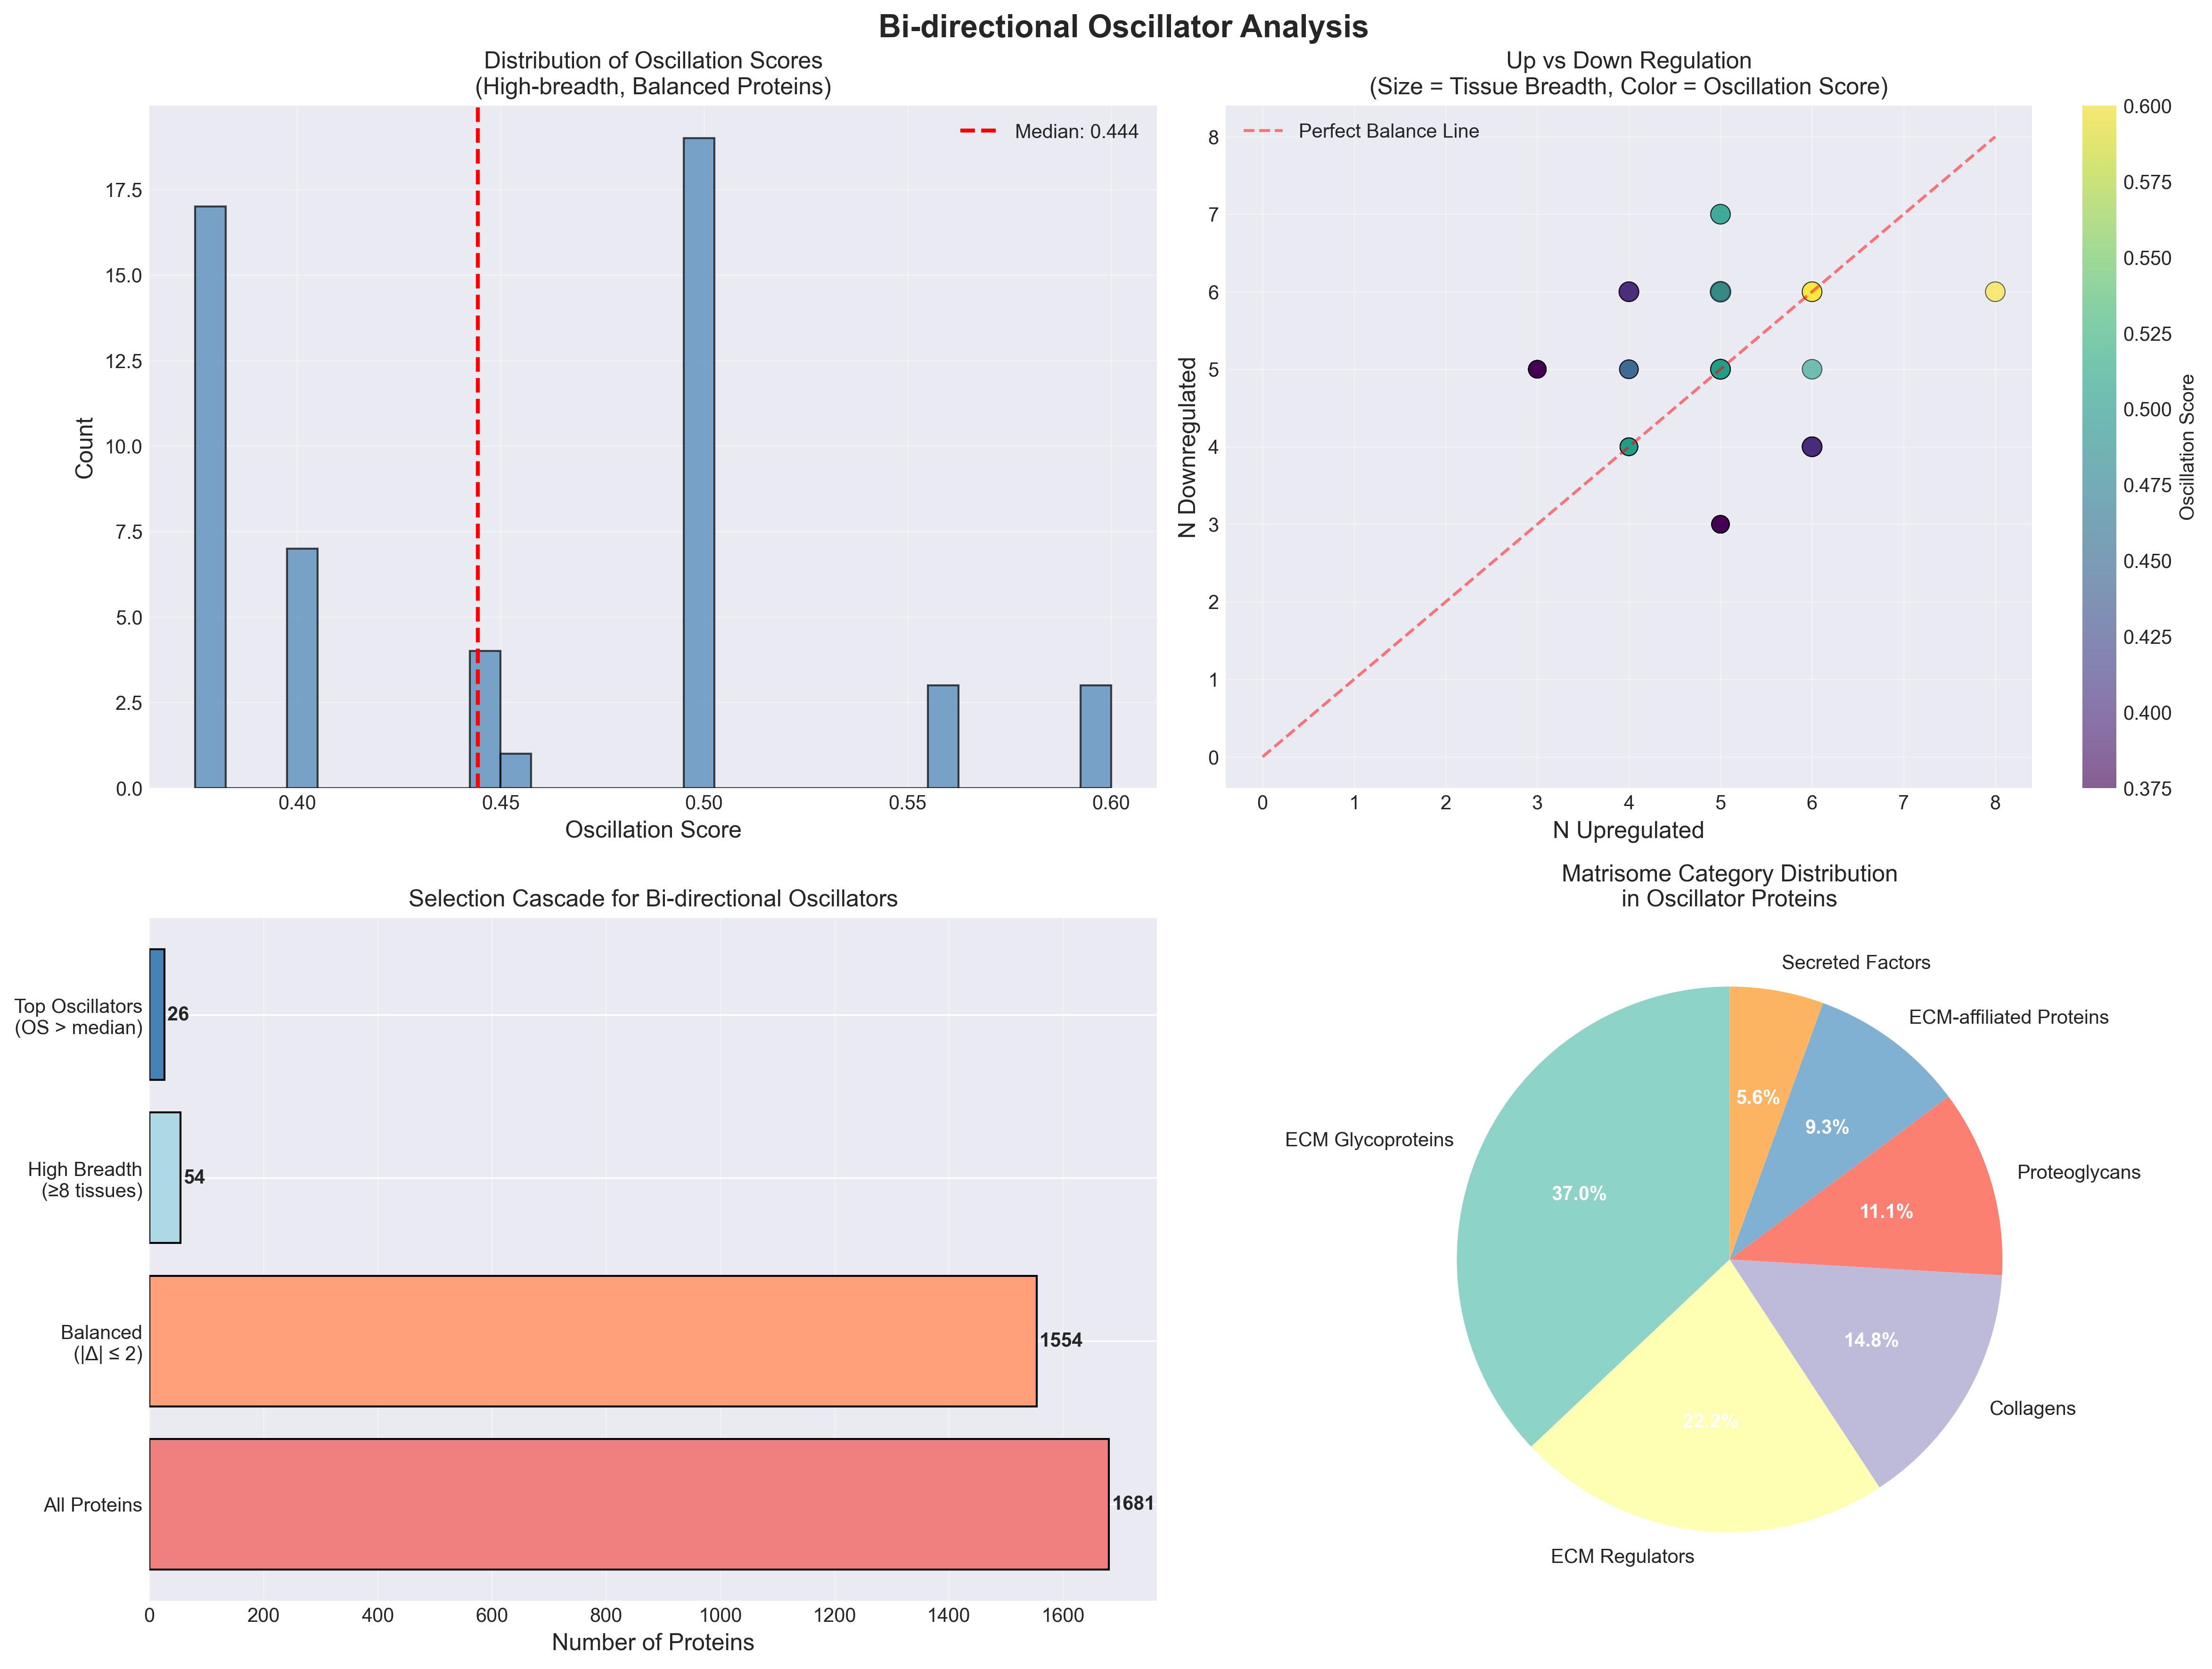 Bi-directional Oscillator Analysis
Distribution of Oscillation Scores
(High-breadth, Balanced Proteins)
Median: 0.444
17.5
15.0
12.5
10.0
7.5
5.0
2.5
0.0
Count
0.40
0.45
0.50
0.55
0.60
Oscillation Score
Up vs Down Regulation
(Size = Tissue Breadth, Color = Oscillation Score)
Perfect Balance Line
8
7
6
5
4
3
2
1
0
N Downregulated
0
1
2
3
4
5
6
7
8
N Upregulated
0.600
0.575
0.550
0.525
0.500
0.475
0.450
0.425
0.400
0.375
Oscillation Score
Selection Cascade for Bi-directional Oscillators
Top Oscillators
(OS > median)
26
High Breadth
(≥8 tissues)
54
Balanced
(|Δ| ≤ 2)
1554
All Proteins
1681
0
200
400
600
800
1000
1200
1400
1600
Number of Proteins
Matrisome Category Distribution
in Oscillator Proteins
Secreted Factors
5.6%
ECM-affiliated Proteins
9.3%
Proteoglycans
11.1%
Collagens
14.8%
ECM Regulators
22.2%
ECM Glycoproteins
37.0%